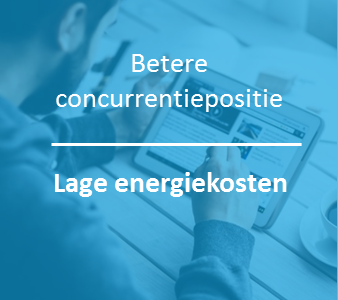 Betere
concurrentiepositie
Lage energiekosten